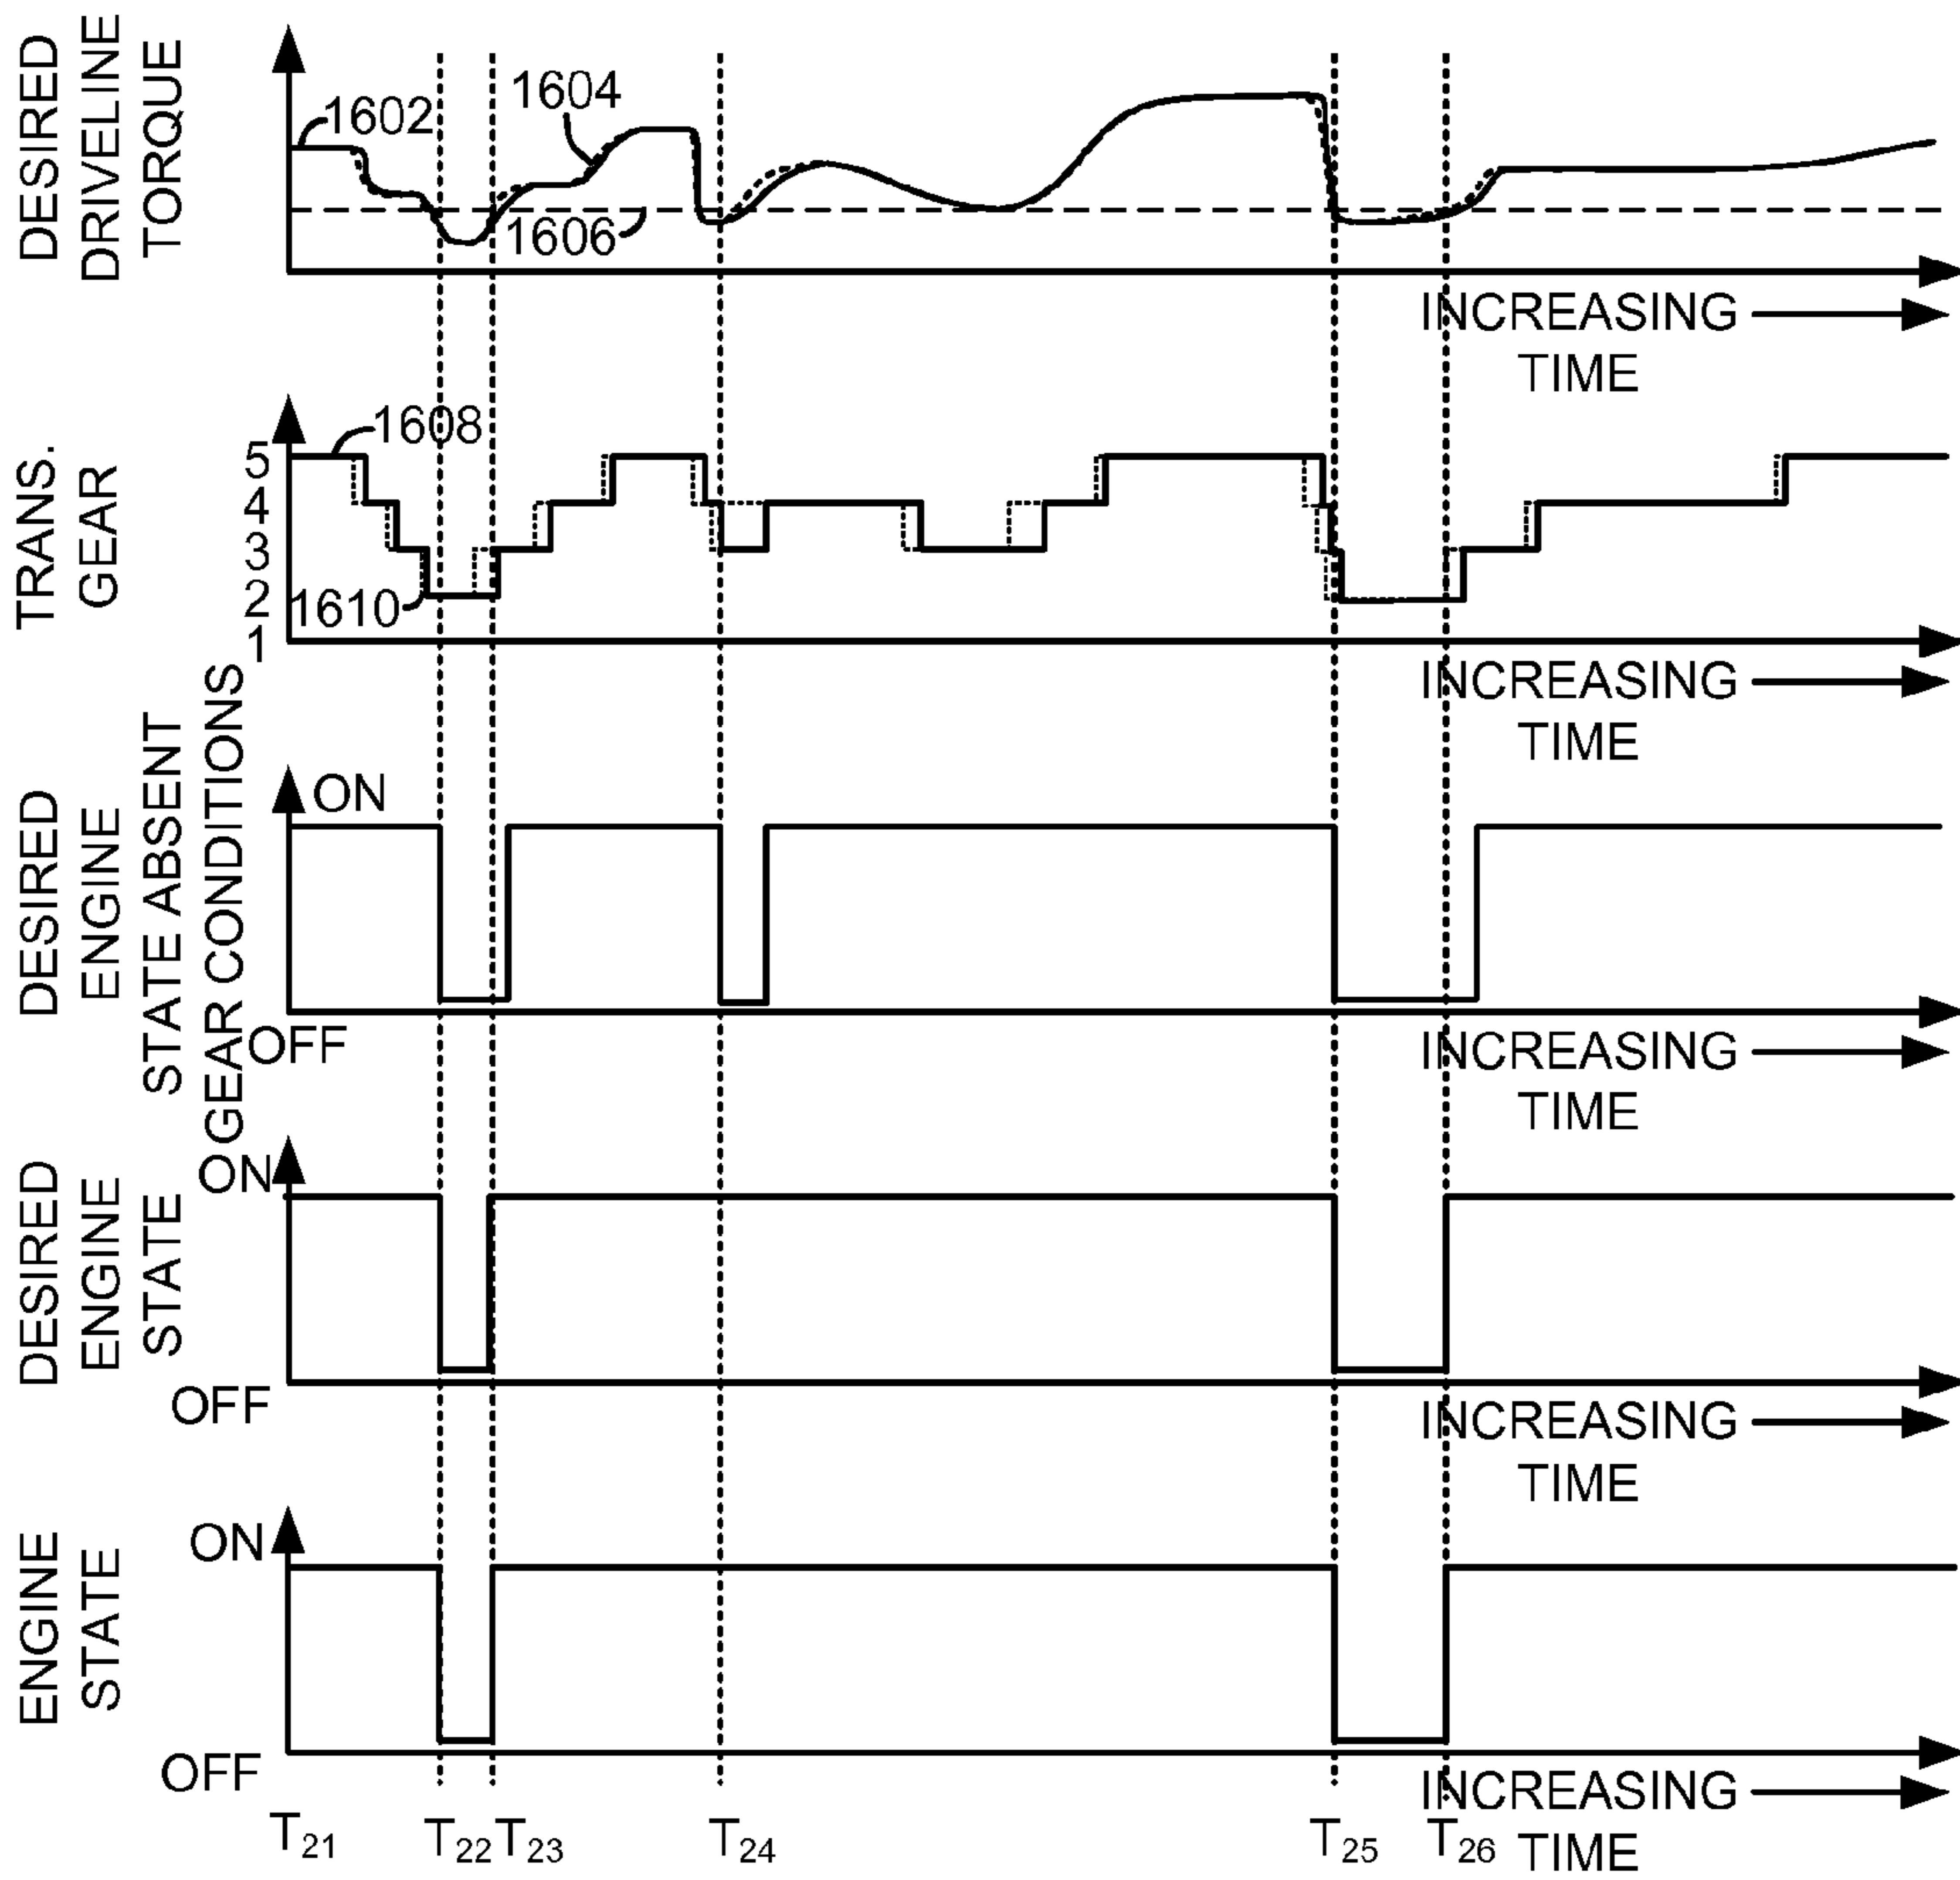 DESIRED
DRIVELINE
TORQUE
1602
1604
1606
INCREASING
TIME
TRANS.
GEAR
5
4
3
2
1
1608
1610
INCREASING
TIME
DESIRED
ENGINE
STATE ABSENT
GEAR CONDITIONS
ON
OFF
INCREASING
TIME
DESIRED
ENGINE
STATE
ON
OFF
INCREASING
TIME
ENGINE
STATE
ON
OFF
INCREASING
TIME
T21 T22 T23 T24 T25 T26